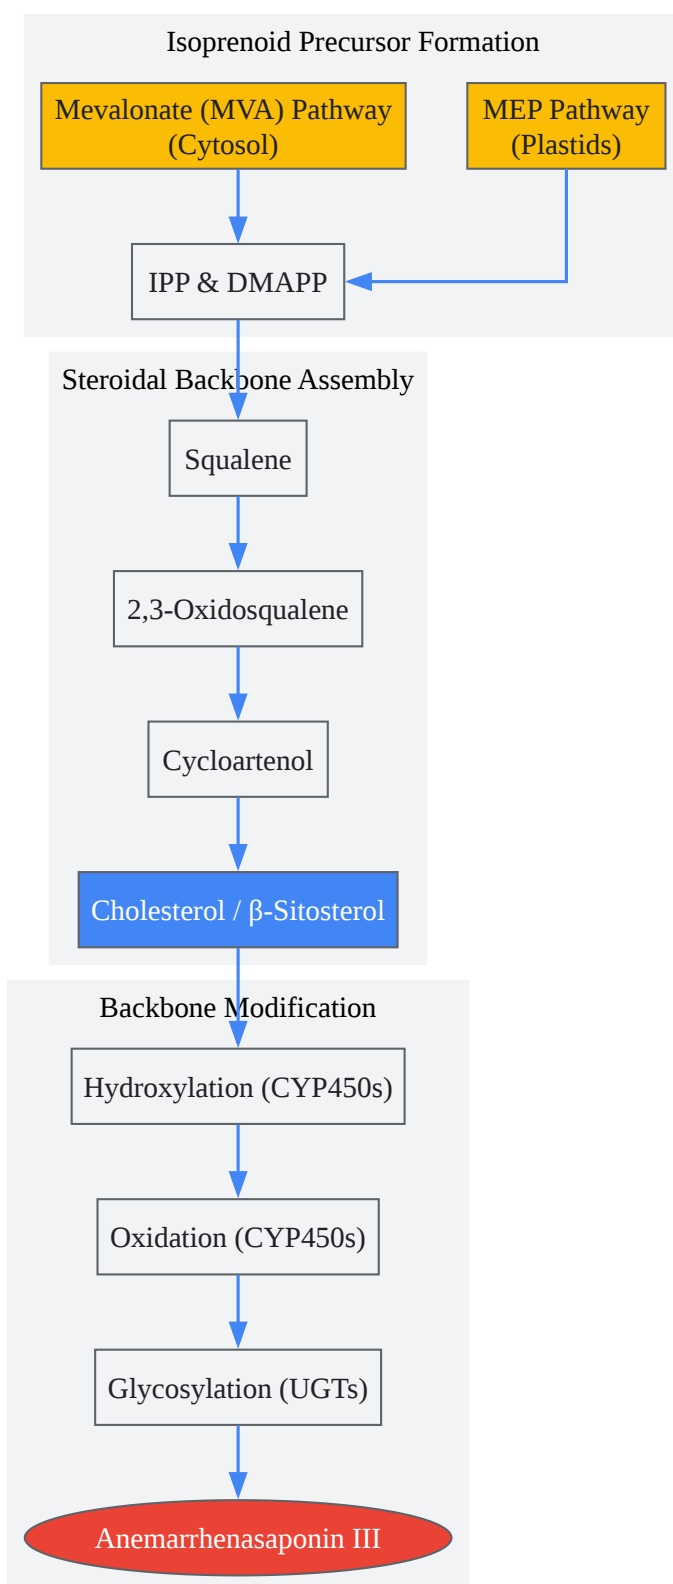 Isoprenoid Precursor Formation
Mevalonate (MVA) Pathway
(Cytosol)
MEP Pathway
(Plastids)
IPP & DMAPP
Steroidal Backbone Assembly
Squalene
2,3-Oxidosqualene
Cycloartenol
Cholesterol / β-Sitosterol
Backbone Modification
Hydroxylation (CYP450s)
Oxidation (CYP450s)
Glycosylation (UGTs)
Anemarrhenasaponin III